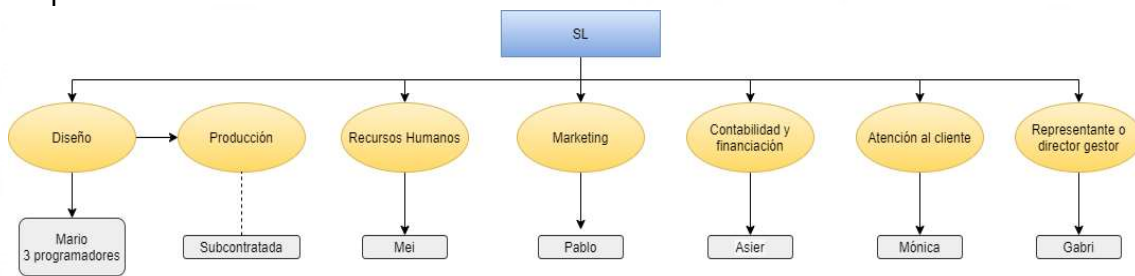 SL
Diseño
Producción
Recursos Humanos
Marketing
Contabilidad y
financiación
Atención al cliente
Representante o
director gestor
Mario
3 programadores
Subcontratada
Mei
Pablo
Asier
Mónica
Gabri